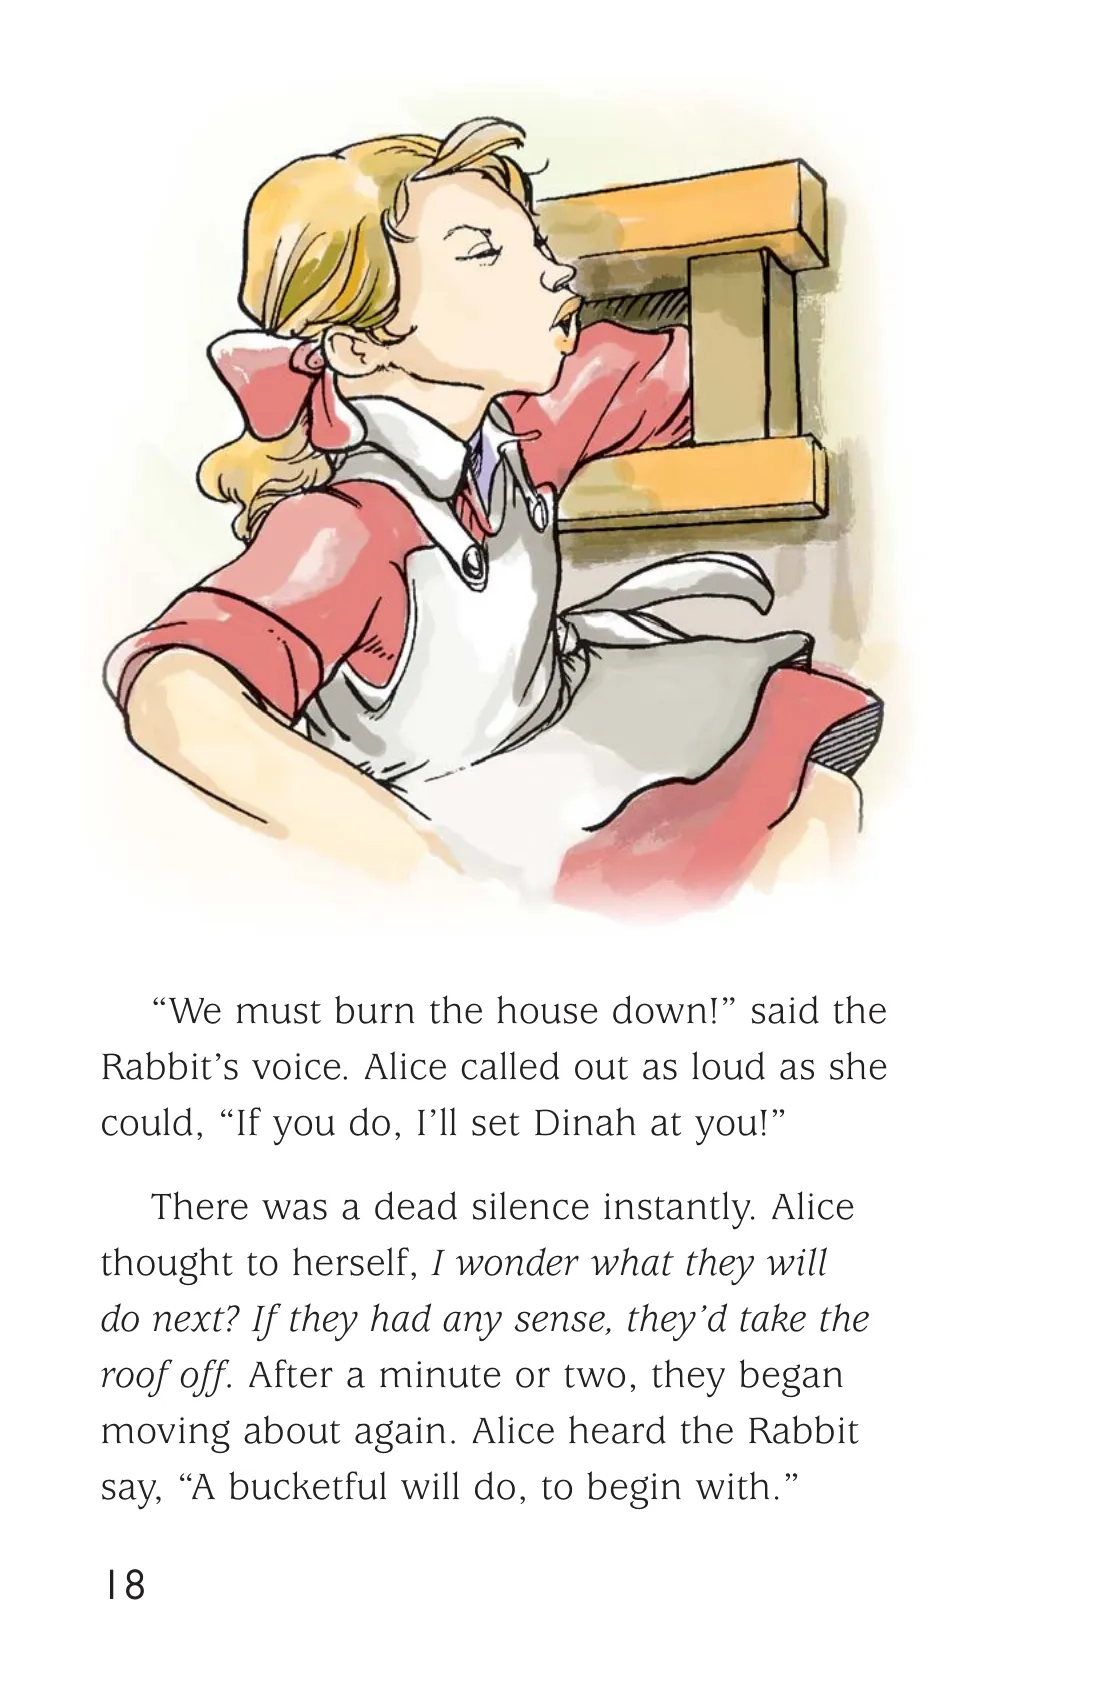 “We must burn the house down!” said the
Rabbit’s voice. Alice called out as loud as she
could, “If you do, I’ll set Dinah at you!”
There was a dead silence instantly. Alice
thought to herself, I wonder what they will
do next? If they had any sense, they’d take the
roof off. After a minute or two, they began
moving about again. Alice heard the Rabbit
say, “A bucketful will do, to begin with.”
18